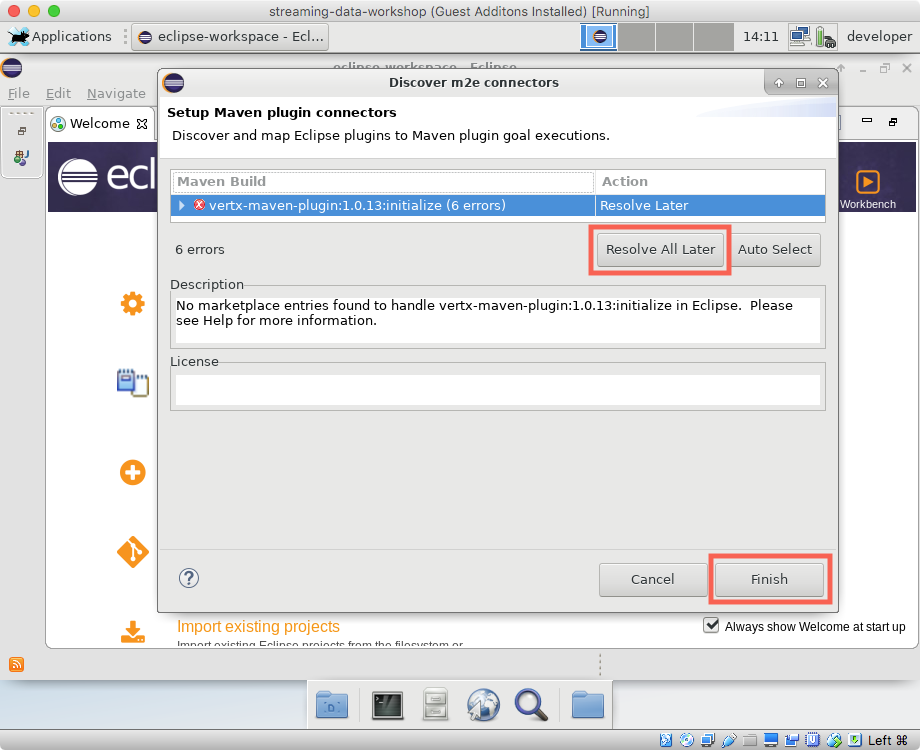 streaming-data-workshop (Guest Additons Installed) [Running]
Applications
eclipse-workspace - Ecl...
14:11
developer
eclipse-workspace - Eclipse
File Edit Navigate
Welcome
ecl
Workbench
Discover m2e connectors
Setup Maven plugin connectors
Discover and map Eclipse plugins to Maven plugin goal executions.
Maven Build Action
vertx-maven-plugin:1.0.13:initialize (6 errors) Resolve Later
6 errors
Resolve All Later
Auto Select
Description
No marketplace entries found to handle vertx-maven-plugin:1.0.13:initialize in Eclipse. Please
see Help for more information.
License
Cancel
Finish
Import existing projects
Import existing Eclipse projects from the filesystem or
Always show Welcome at start up
Left ⌘